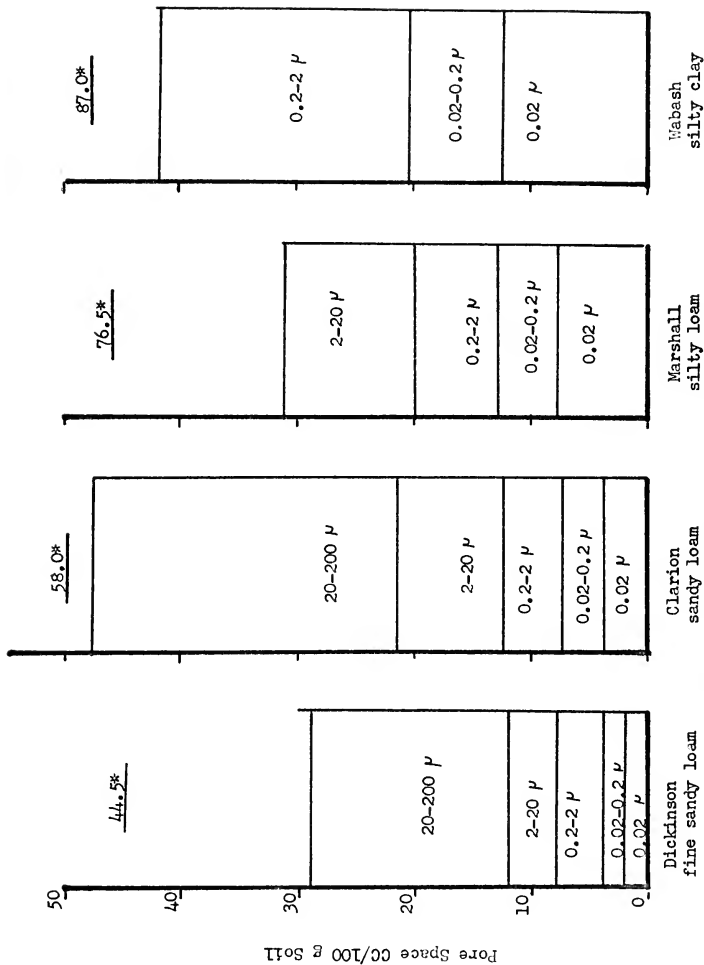 Pore Space CC/100 g Soil
50
40
30
20
10
0
44.5*
20-200 µ
2-20 µ
0.2-2 µ
0.02-0.2 µ
0.02 µ
Dickinson
fine sandy loam
58.0*
20-200 µ
2-20 µ
0.2-2 µ
0.02-0.2 µ
0.02 µ
Clarion
sandy loam
76.5*
2-20 µ
0.2-2 µ
0.02-0.2 µ
0.02 µ
Marshall
silty loam
87.0*
0.2-2 µ
0.02-0.2 µ
0.02 µ
Wabash
silty clay